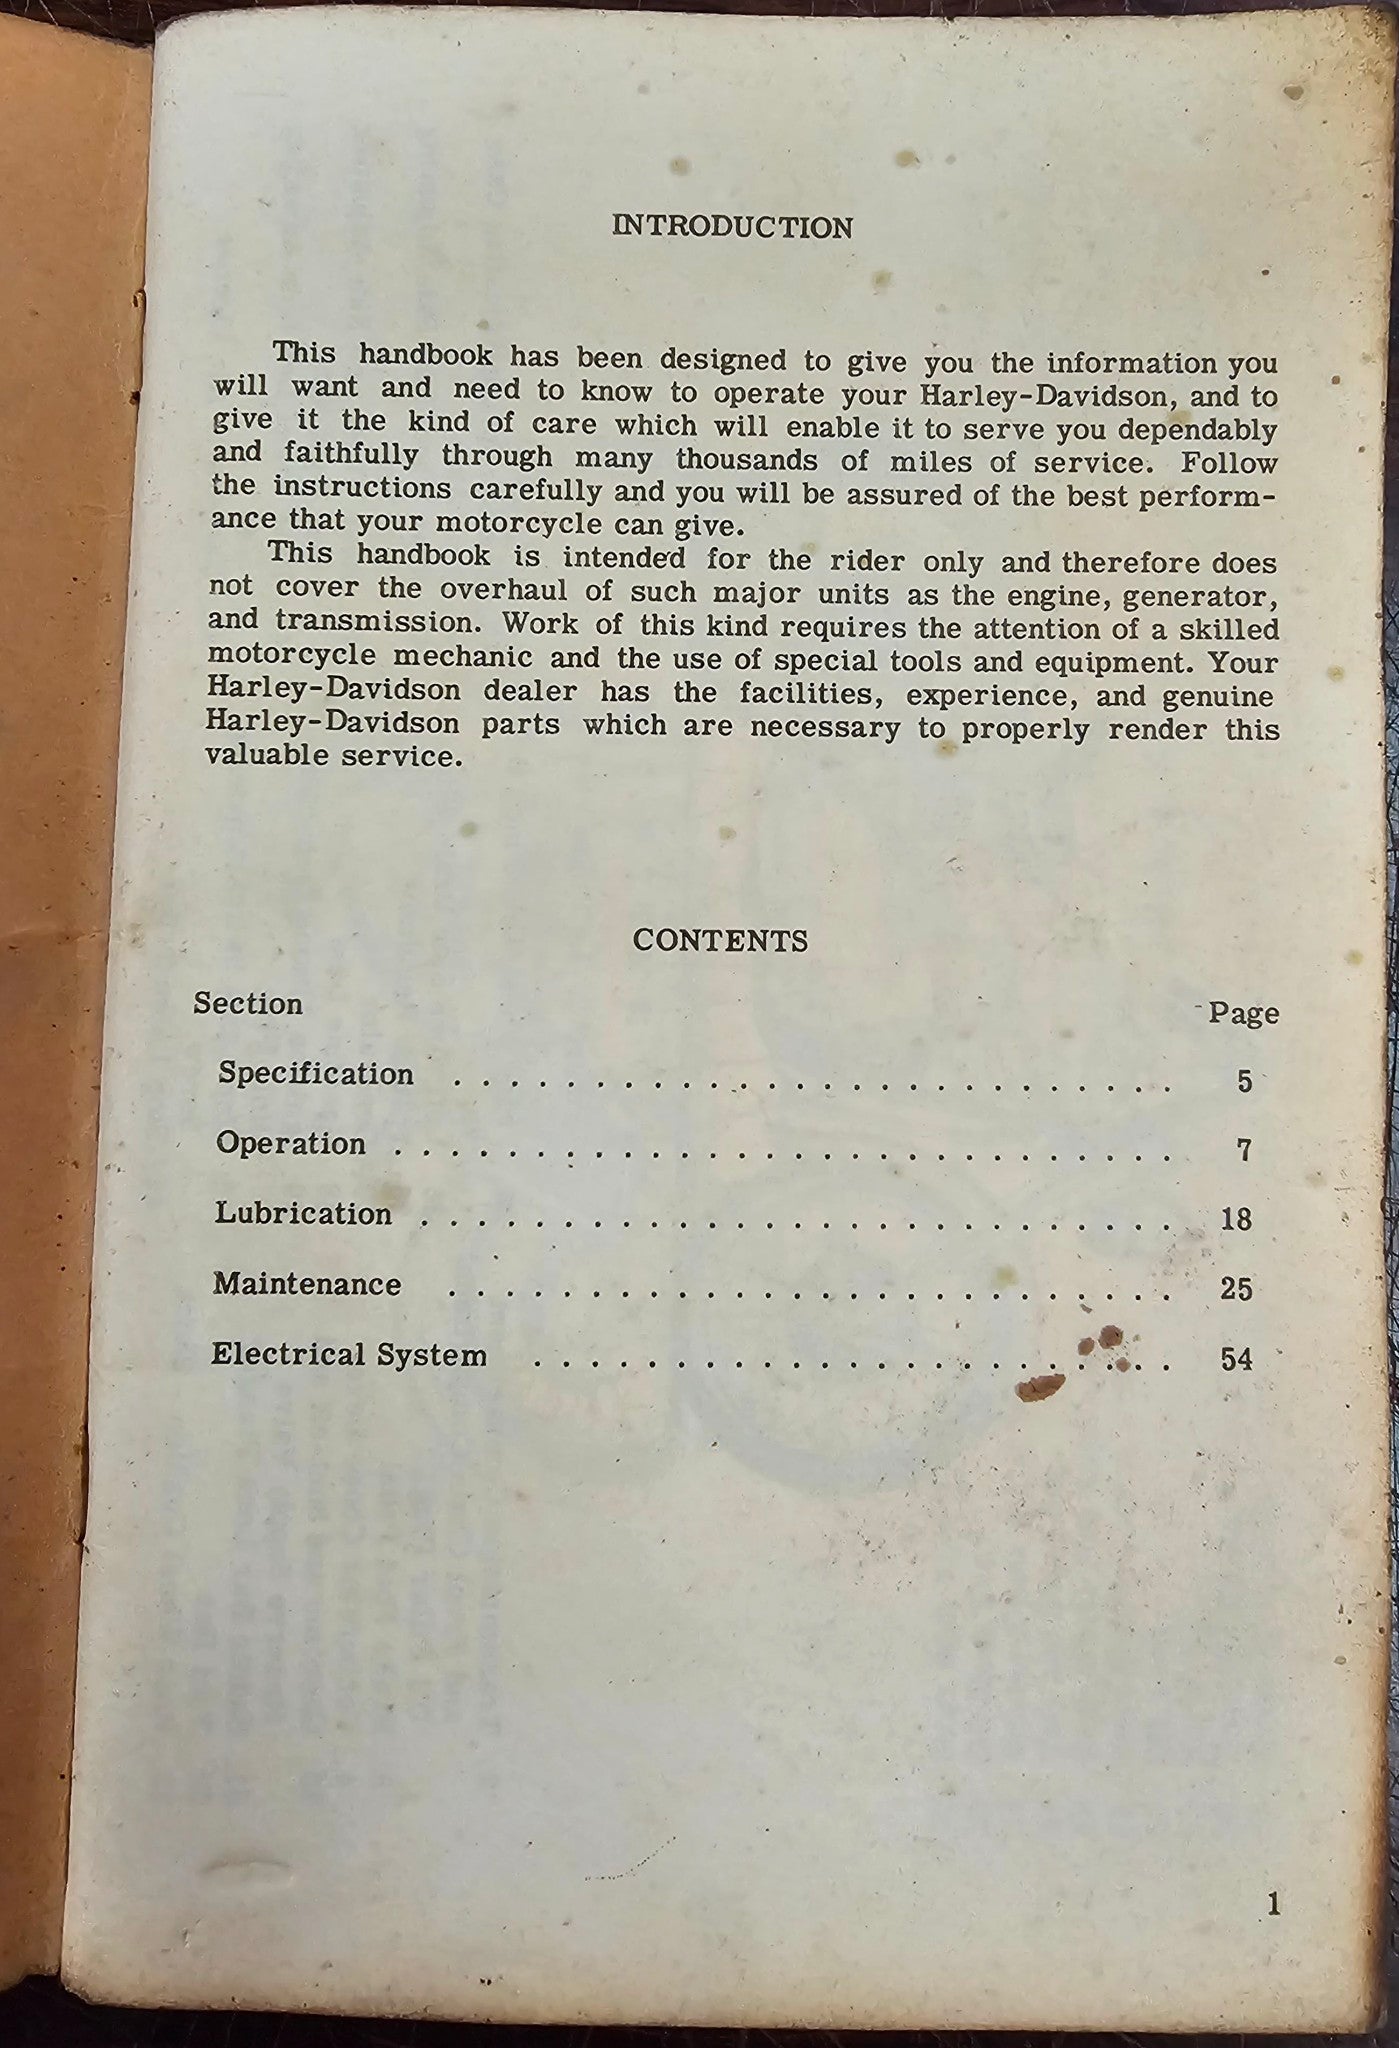 INTRODUCTION
This handbook has been designed to give you the information you
will want and need to know to operate your Harley-Davidson, and to
give it the kind of care which will enable it to serve you dependably
and faithfully through many thousands of miles of service. Follow
the instructions carefully and you will be assured of the best perform-
ance that your motorcycle can give.
This handbook is intended for the rider only and therefore does
not cover the overhaul of such major units as the engine, generator,
and transmission. Work of this kind requires the attention of a skilled
motorcycle mechanic and the use of special tools and equipment. Your
Harley-Davidson dealer has the facilities, experience, and genuine
Harley-Davidson parts which are necessary to properly render this
valuable service.
CONTENTS
Section Page
Specification . . . . . . . . . . . . . . . . . . . . . . . . . . 5
Operation . . . . . . . . . . . . . . . . . . . . . . . . . . . . 7
Lubrication . . . . . . . . . . . . . . . . . . . . . . . . . . . 18
Maintenance . . . . . . . . . . . . . . . . . . . . . . . . . . 25
Electrical System . . . . . . . . . . . . . . . . . . . . . . . 54
1